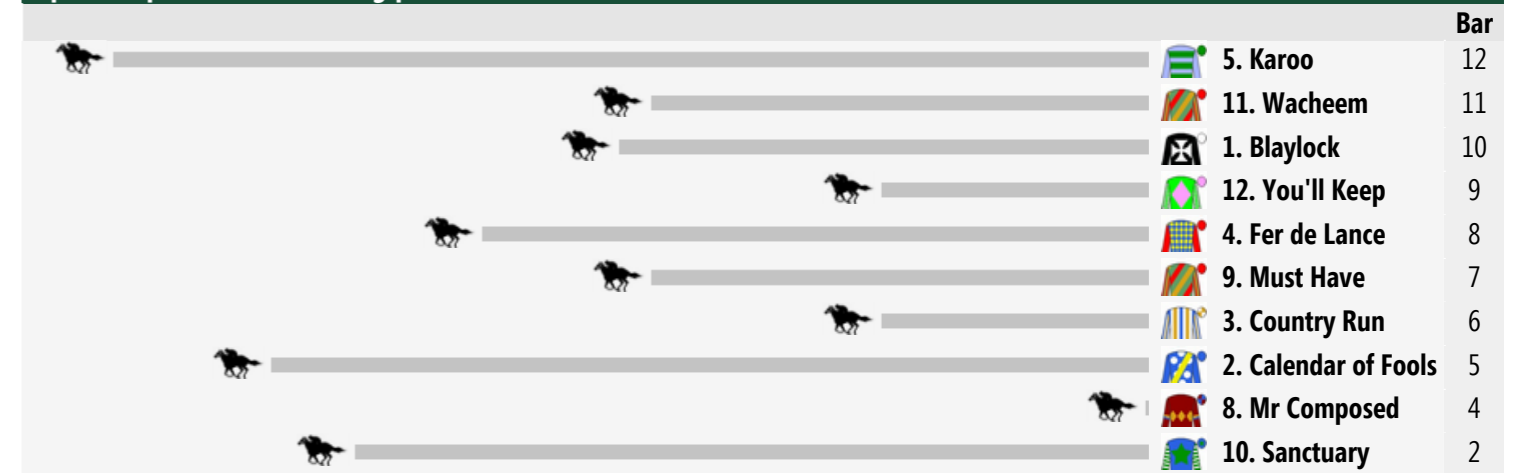 Bar
5. Karoo 12
11. Wacheem 11
1. Blaylock 10
12. You'll Keep 9
4. Fer de Lance 8
9. Must Have 7
3. Country Run 6
2. Calendar of Fools 5
8. Mr Composed 4
10. Sanctuary 2